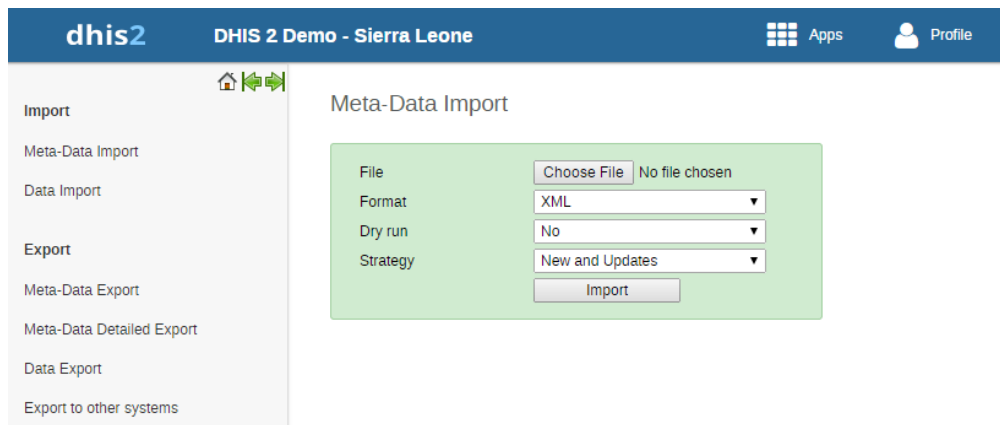 dhis2 DHIS 2 Demo - Sierra Leone Apps Profile
Import
Meta-Data Import
Data Import
Export
Meta-Data Export
Meta-Data Detailed Export
Data Export
Export to other systems
Meta-Data Import
File Choose File No file chosen
Format XML
Dry run No
Strategy New and Updates
Import